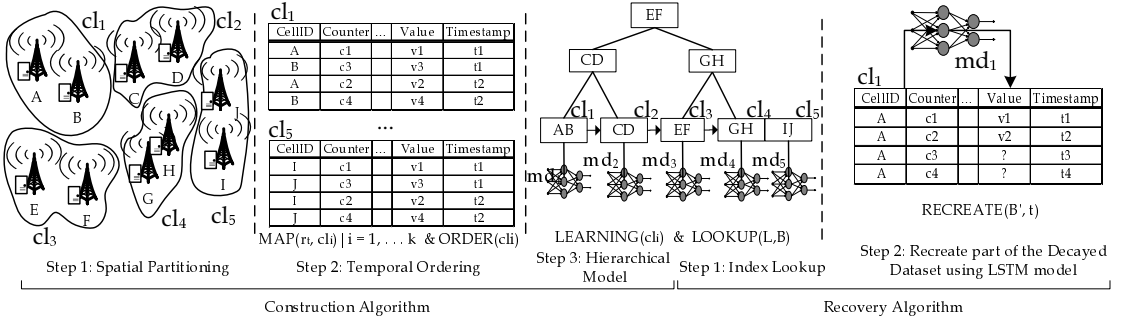 cl1
cl2
A
B
C
D
J
E
F
G
H
I
cl3
cl4
cl5
Step 1: Spatial Partitioning
cl1
CellID Counter ... Value Timestamp
A c1 v1 t1
B c3 v3 t1
A c2 v2 t2
B c4 v4 t2
...
cl5
CellID Counter ... Value Timestamp
I c1 v1 t1
J c3 v3 t1
I c2 v2 t2
J c4 v4 t2
MAP(rt, cli) | i = 1, . . . k & ORDER(cli)
Step 2: Temporal Ordering
EF
CD GH
cl1 cl2 cl3 cl4 cl5
AB CD EF GH IJ
md1 md2 md3 md4 md5
LEARNING(cli) & LOOKUP(L,B)
Step 3: Hierarchical
Model
Step 1: Index Lookup
md1
cl1
CellID Counter ... Value Timestamp
A c1 v1 t1
A c2 v2 t2
A c3 ? t3
A c4 ? t4
RECREATE(B', t)
Step 2: Recreate part of the Decayed
Dataset using LSTM model
Construction Algorithm
Recovery Algorithm